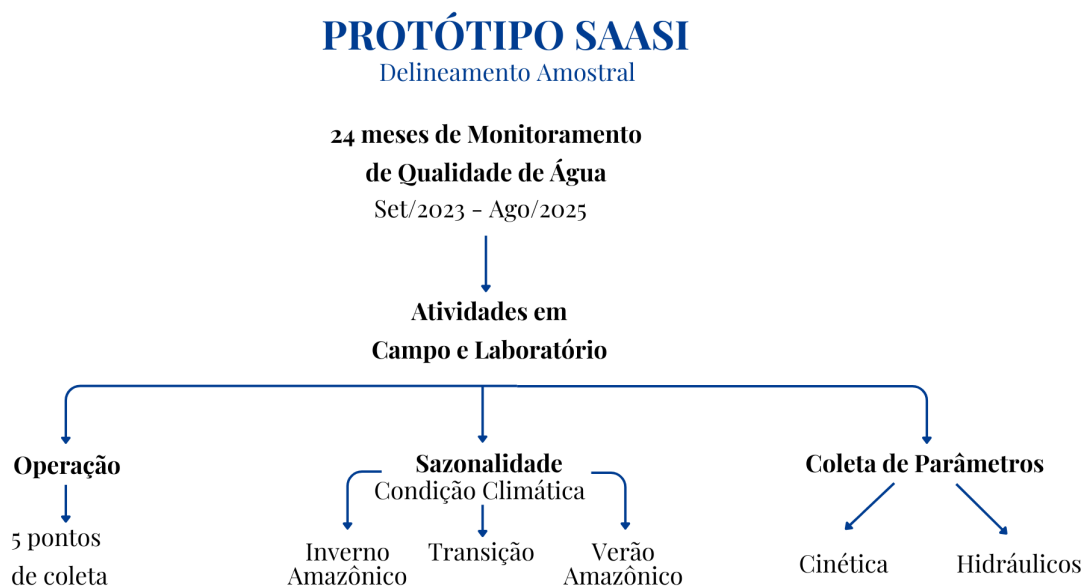 PROTÓTIPO SAASI
Delineamento Amostral
24 meses de Monitoramento
de Qualidade de Água
Set/2023 - Ago/2025
Atividades em
Campo e Laboratório
Operação
5 pontos
de coleta
Sazonalidade
Condição Climática
Inverno
Amazônico
Transição
Verão
Amazônico
Coleta de Parâmetros
Cinética
Hidráulicos